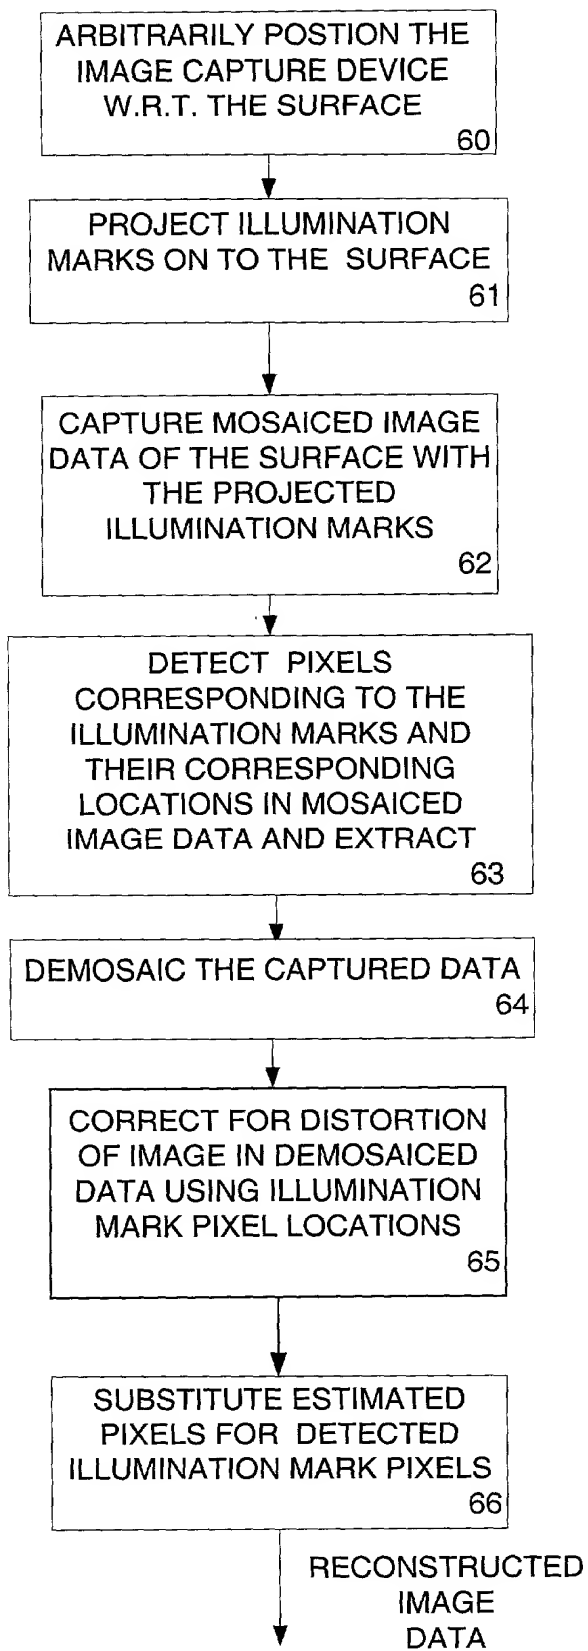 ARBITRARILY POSTION THE
IMAGE CAPTURE DEVICE
W.R.T. THE SURFACE
60
PROJECT ILLUMINATION
MARKS ON TO THE SURFACE
61
CAPTURE MOSAICED IMAGE
DATA OF THE SURFACE WITH
THE PROJECTED
ILLUMINATION MARKS
62
DETECT PIXELS
CORRESPONDING TO THE
ILLUMINATION MARKS AND
THEIR CORRESPONDING
LOCATIONS IN MOSAICED
IMAGE DATA AND EXTRACT
63
DEMOSAIC THE CAPTURED DATA
64
CORRECT FOR DISTORTION
OF IMAGE IN DEMOSAICED
DATA USING ILLUMINATION
MARK PIXEL LOCATIONS
65
SUBSTITUTE ESTIMATED
PIXELS FOR DETECTED
ILLUMINATION MARK PIXELS
66
RECONSTRUCTED
IMAGE
DATA